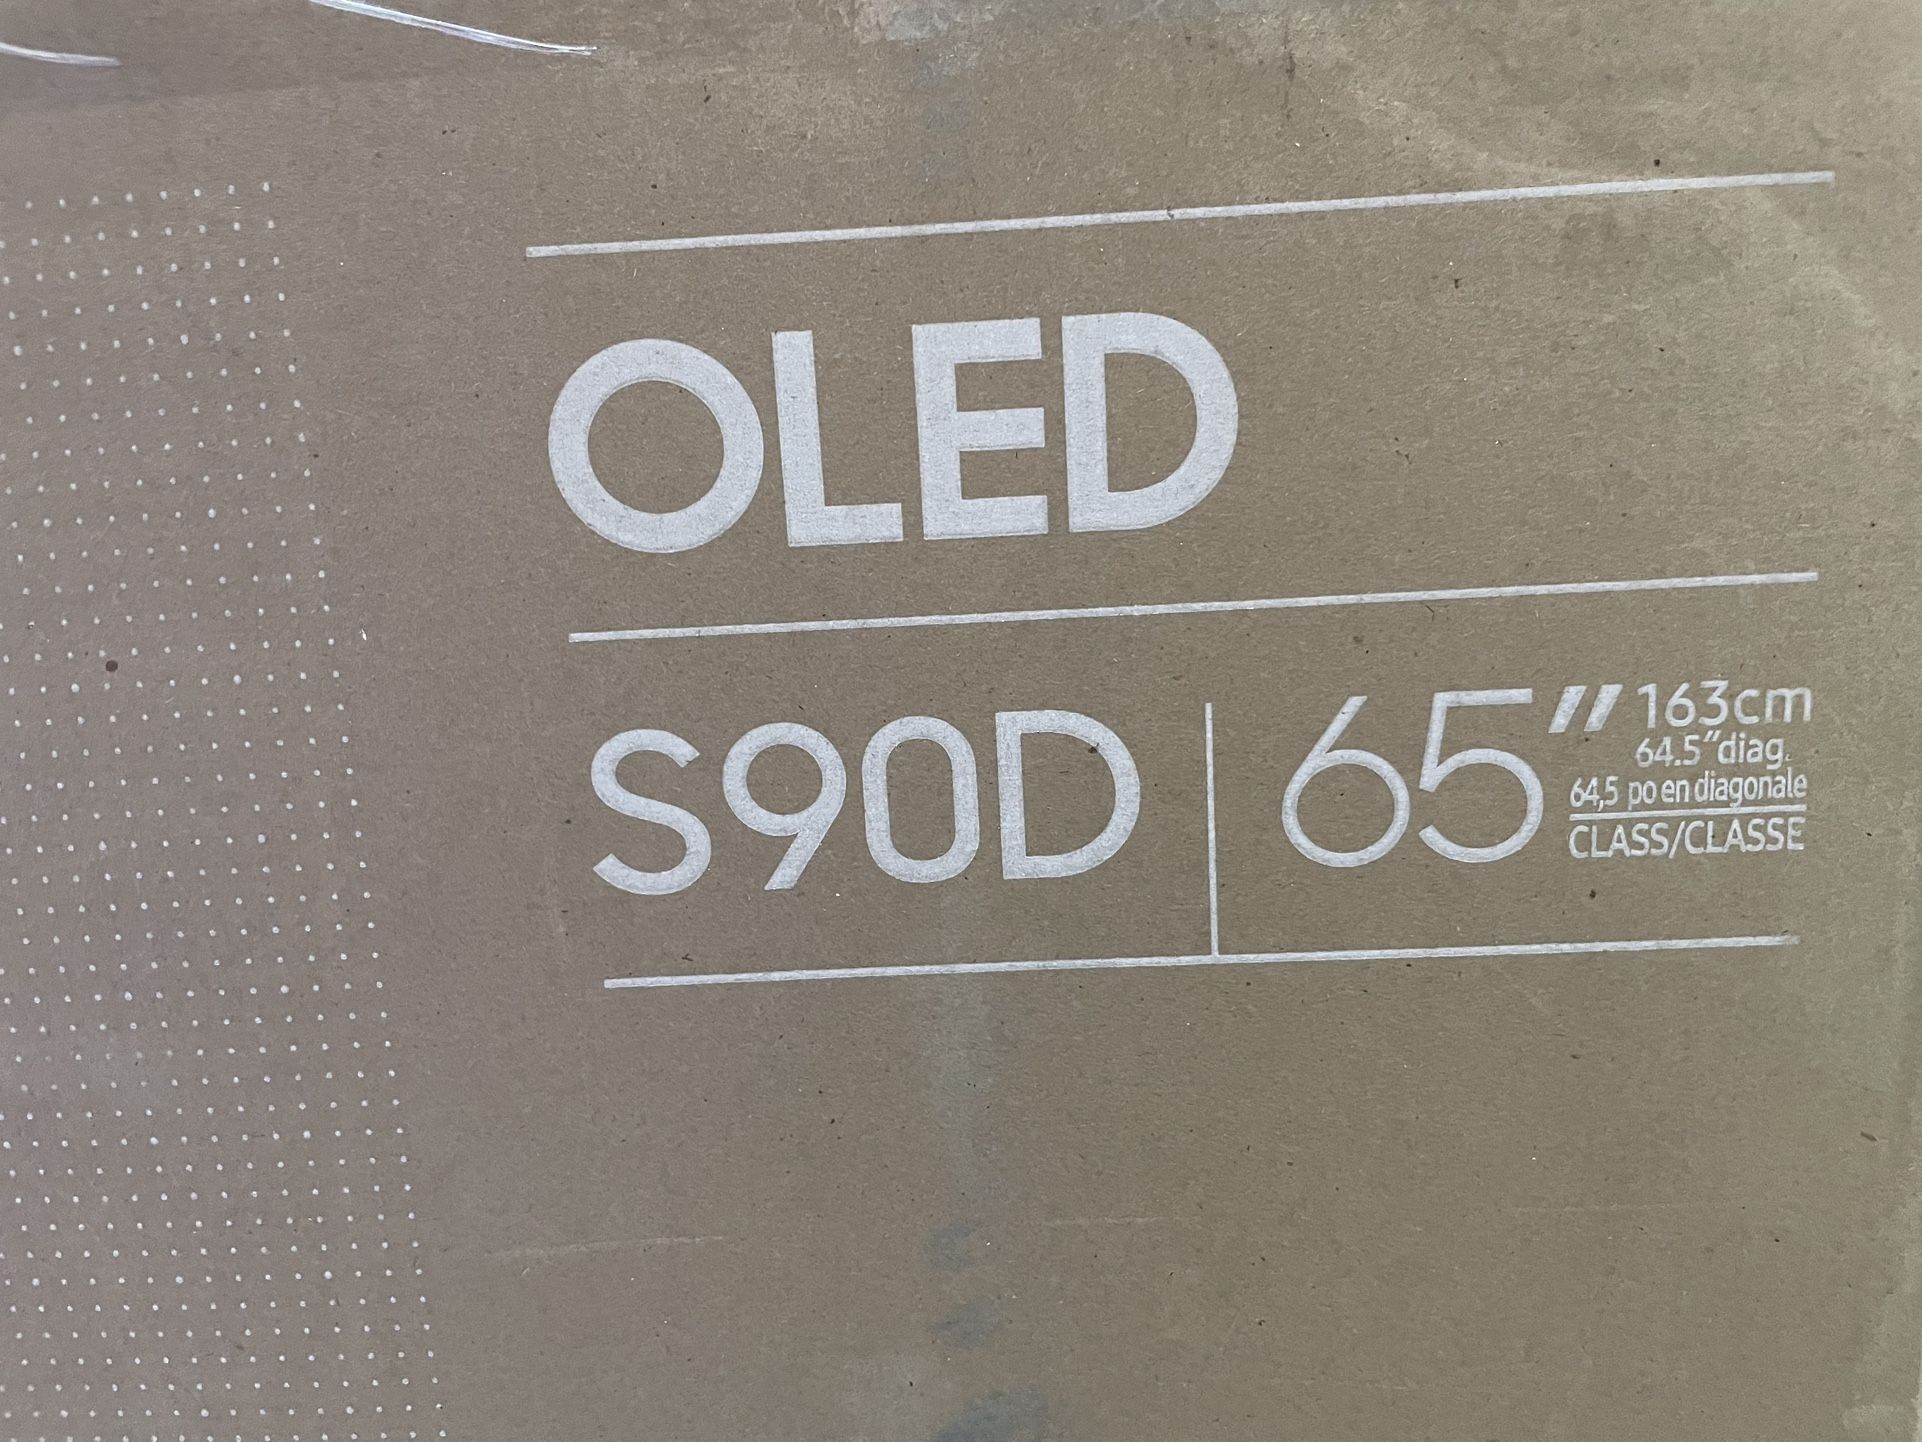 OLED
S90D 65″ 163cm
64.5″diag.
64,5 po en diagonale
CLASS/CLASSE